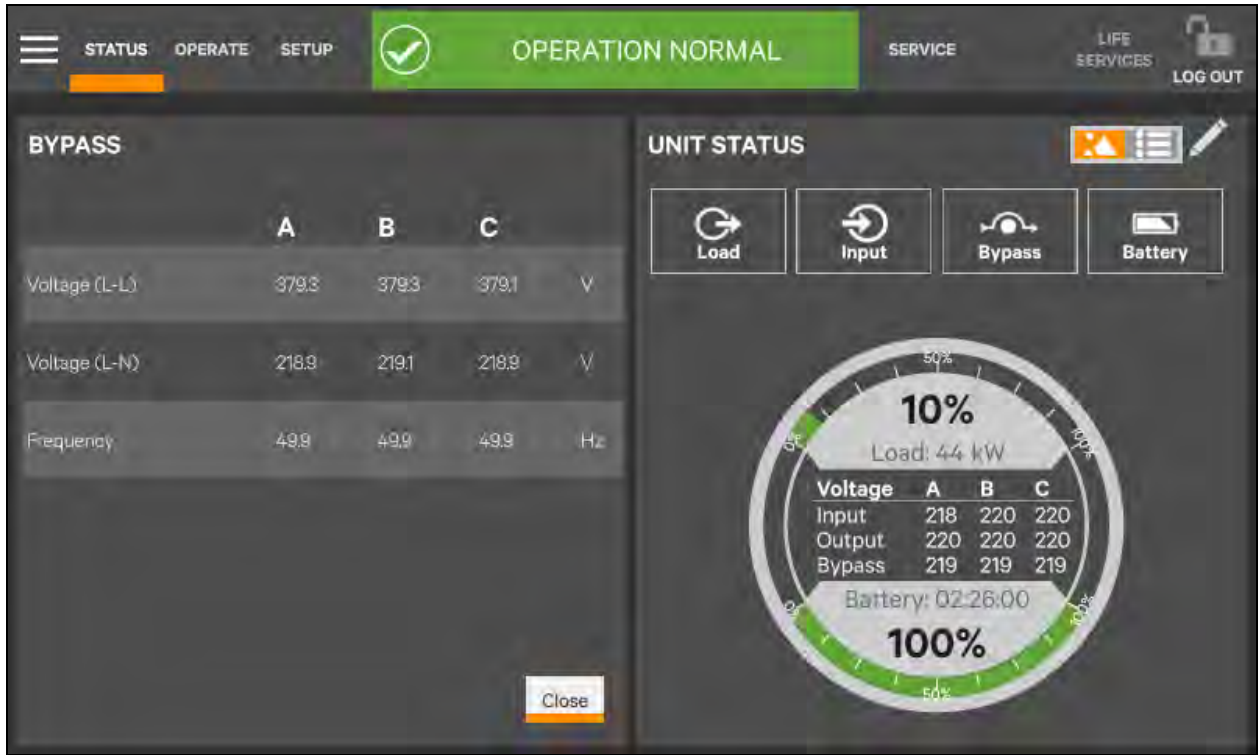 STATUS OPERATE SETUP OPERATION NORMAL SERVICE LIFE SERVICES LOG OUT
BYPASS
A B C
Voltage (L-L) 379.3 379.3 379.1 V
Voltage (L-N) 218.9 219.1 218.9 V
Frequency 49.9 49.9 49.9 Hz
Close
UNIT STATUS
Load Input Bypass Battery
0% 50% 100%
10%
Load: 44 kW
Voltage A B C
Input 218 220 220
Output 220 220 220
Bypass 219 219 219
Battery: 02:26:00
100%
0% 50% 100%